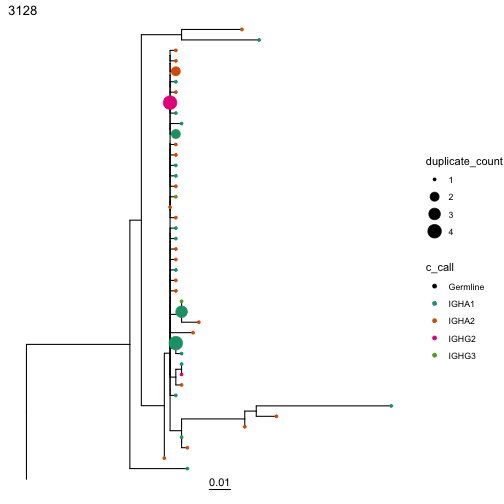 3128
duplicate_count
1
2
3
4
c_call
Germline
IGHA1
IGHA2
IGHG2
IGHG3
0.01